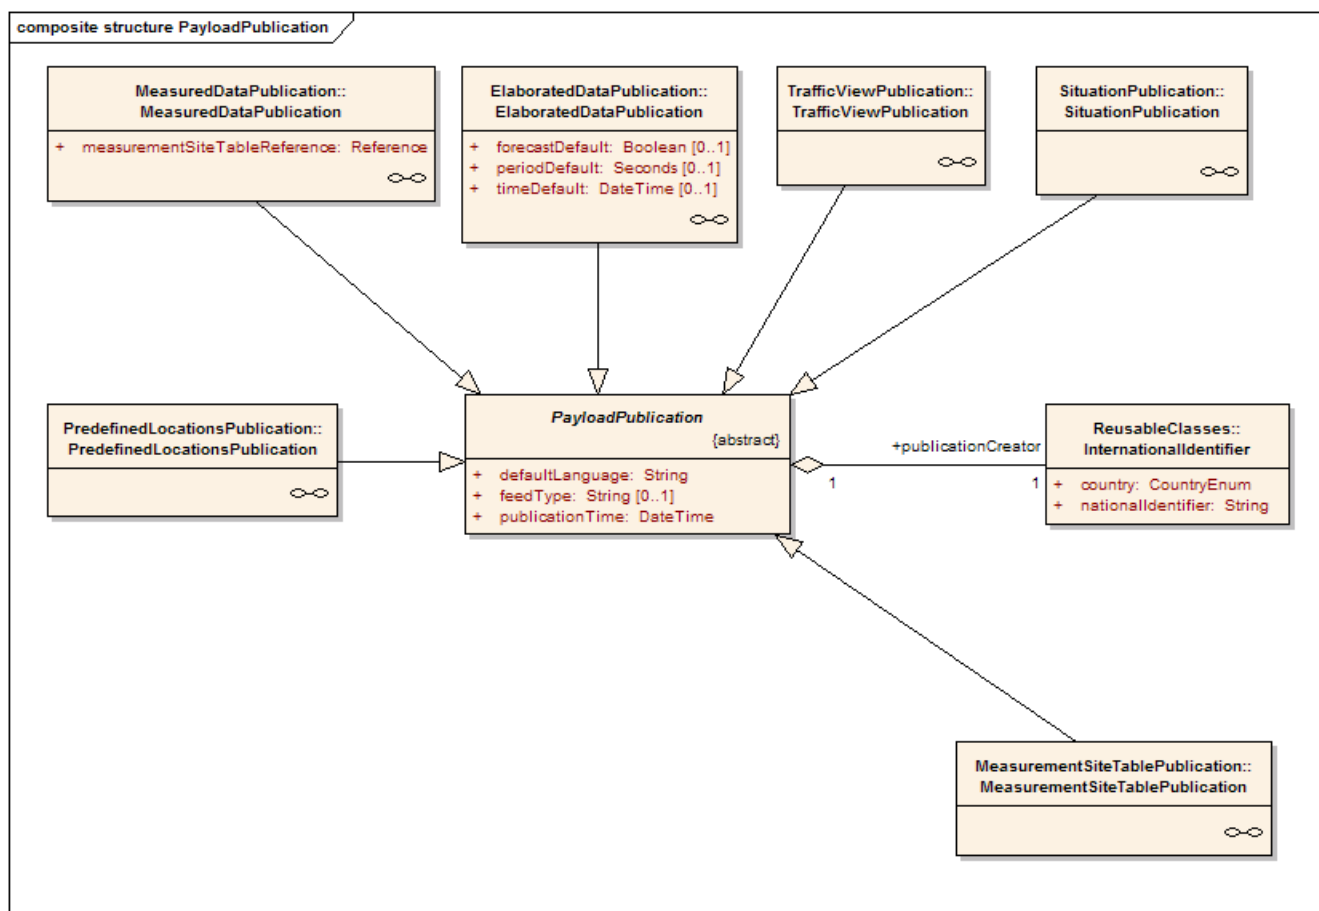 composite structure PayloadPublication
MeasuredDataPublication::
MeasuredDataPublication
+ measurementSiteTableReference: Reference
ElaboratedDataPublication::
ElaboratedDataPublication
+ forecastDefault: Boolean [0..1]
+ periodDefault: Seconds [0..1]
+ timeDefault: DateTime [0..1]
TrafficViewPublication::
TrafficViewPublication
SituationPublication::
SituationPublication
PredefinedLocationsPublication::
PredefinedLocationsPublication
PayloadPublication
{abstract}
+ defaultLanguage: String
+ feedType: String [0..1]
+ publicationTime: DateTime
+publicationCreator
1
1
ReusableClasses::
InternationalIdentifier
+ country: CountryEnum
+ nationalIdentifier: String
MeasurementSiteTablePublication::
MeasurementSiteTablePublication